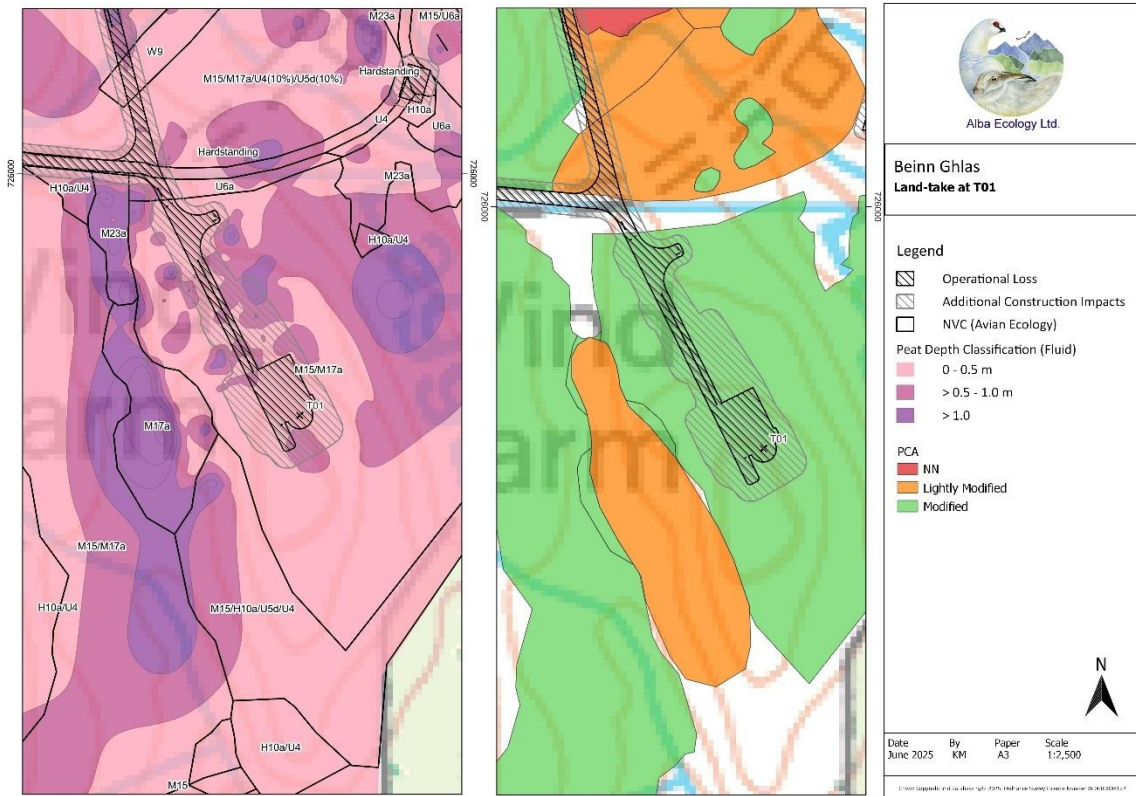 M23a
M15/U6a
W9
M15/M17a/U4(10%)/U5d(10%)
Hardstanding
H10a
U4
U6a
Hardstanding
726000
M23a
H10a/U4
U6a
M23a
H10a/U4
M15/M17a
T01
M17a
M15/M17a
H10a/U4
M15/H10a/U5d/U4
H10a/U4
M15
726000
726000
T01
Wind
Farm
Alba Ecology Ltd.
Beinn Ghlas
Land-take at T01
Legend
Operational Loss
Additional Construction Impacts
NVC (Avian Ecology)
Peat Depth Classification (Fluid)
0 - 0.5 m
> 0.5 - 1.0 m
> 1.0
PCA
NN
Lightly Modified
Modified
N
Date By Paper Scale
June 2025 KM A3 1:2,500